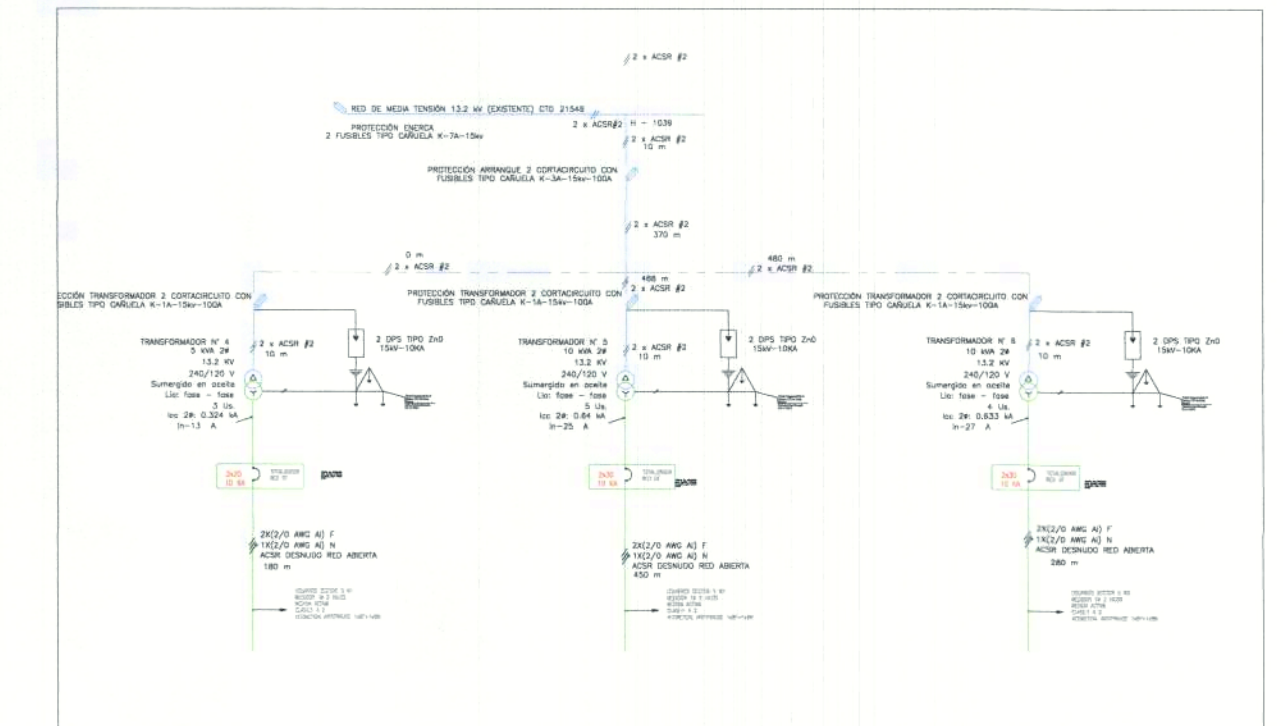 2 x ACSR #2
RED DE MEDIA TENSIÓN 13.2 kV (EXISTENTE) CTO 21548
PROTECCIÓN ENERCA
2 FUSIBLES TIPO CAÑUELA K-7A-15kv
2 x ACSR#2
H - 1039
2 x ACSR #2
10 m
PROTECCIÓN ARRANQUE 2 CORTACIRCUITO CON
FUSIBLES TIPO CAÑUELA K-3A-15kv-100A
2 x ACSR #2
370 m
0 m
2 x ACSR #2
460 m
2 x ACSR #2
466 m
2 x ACSR #2
ECCIÓN TRANSFORMADOR 2 CORTACIRCUITO CON
SIBLES TIPO CAÑUELA K-1A-15kv-100A
PROTECCIÓN TRANSFORMADOR 2 CORTACIRCUITO CON
FUSIBLES TIPO CAÑUELA K-1A-15kv-100A
PROTECCIÓN TRANSFORMADOR 2 CORTACIRCUITO CON
FUSIBLES TIPO CAÑUELA K-1A-15kv-100A
TRANSFORMADOR N° 4
5 kVA 2#
13.2 KV
240/120 V
Sumergido en aceite
Lia: fase - fase
3 Us.
Icc 2#: 0.324 kA
In-13 A
2 x ACSR #2
10 m
2 DPS TIPO ZnO
15kV-10KA
TRANSFORMADOR N° 5
10 kVA 2#
13.2 KV
240/120 V
Sumergido en aceite
Lia: fase - fase
5 Us.
Icc 2#: 0.64 kA
In-25 A
2 x ACSR #2
10 m
2 DPS TIPO ZnO
15kV-10KA
TRANSFORMADOR N° 6
10 kVA 2#
13.2 KV
240/120 V
Sumergido en aceite
Lia: fase - fase
4 Us.
Icc 2#: 0.633 kA
In-27 A
2 x ACSR #2
10 m
2 DPS TIPO ZnO
15kV-10KA
10 KA
TOTALIZADOR
2x30
10 KA
TOTALIZADOR
2x30
10 KA
TOTALIZADOR
2X(2/0 AWG Al) F
1X(2/0 AWG Al) N
ACSR DESNUDO RED ABIERTA
180 m
2X(2/0 AWG Al) F
1X(2/0 AWG Al) N
ACSR DESNUDO RED ABIERTA
450 m
2X(2/0 AWG Al) F
1X(2/0 AWG Al) N
ACSR DESNUDO RED ABIERTA
280 m